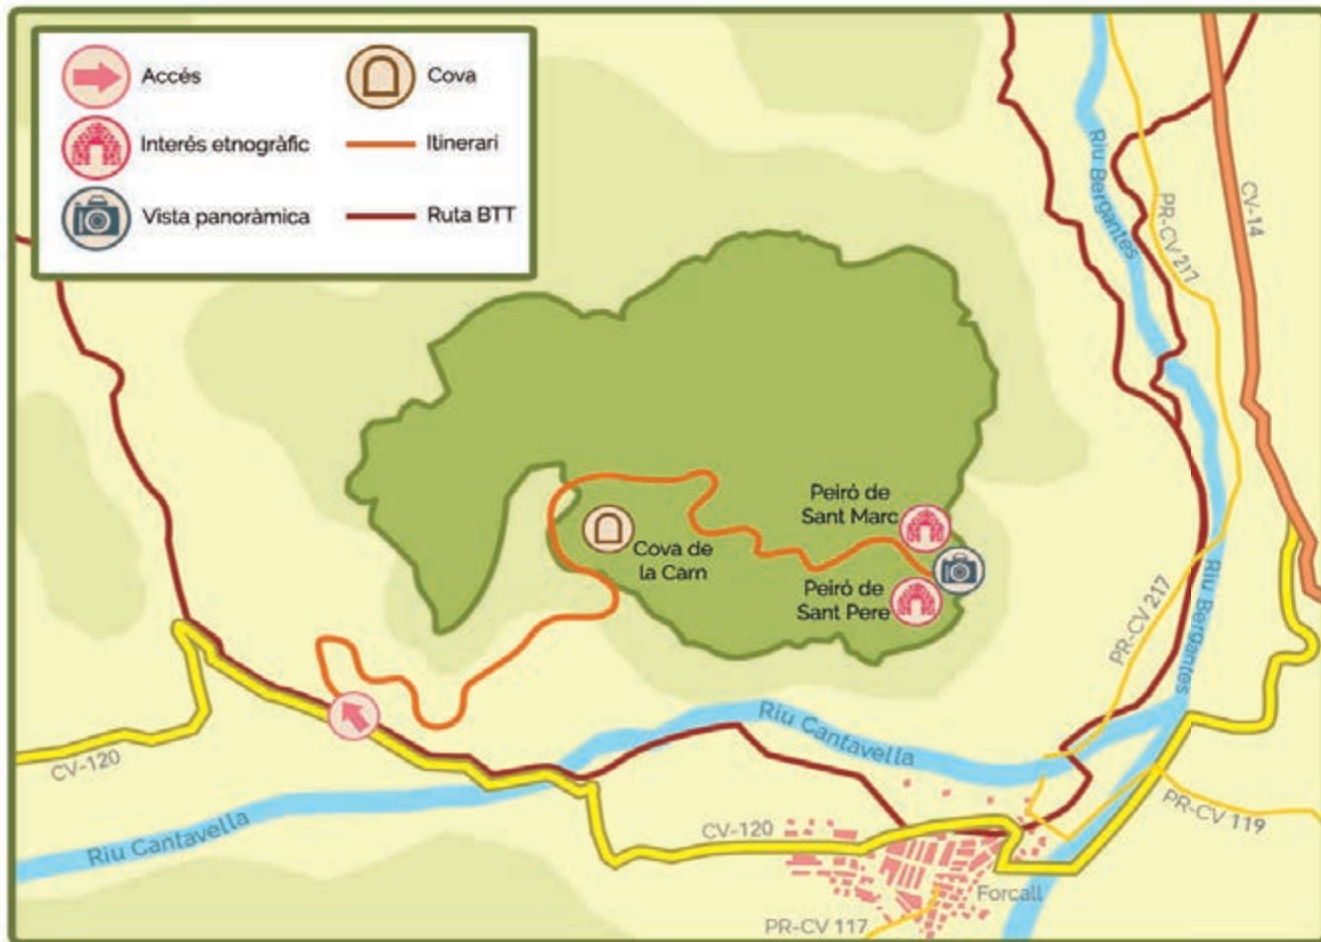 Accés
Cova
Interés etnogràfic
Itinerari
Vista panoràmica
Ruta BTT
Riu Bergantes
PR-CV 217
CV-14
Peiró de
Sant Marc
Cova de
la Carn
Peiró de
Sant Pere
PR-CV 217
Riu Bergantes
Riu Cantavella
CV-120
Riu Cantavella
CV-120
PR-CV 119
Forcall
PR-CV 117